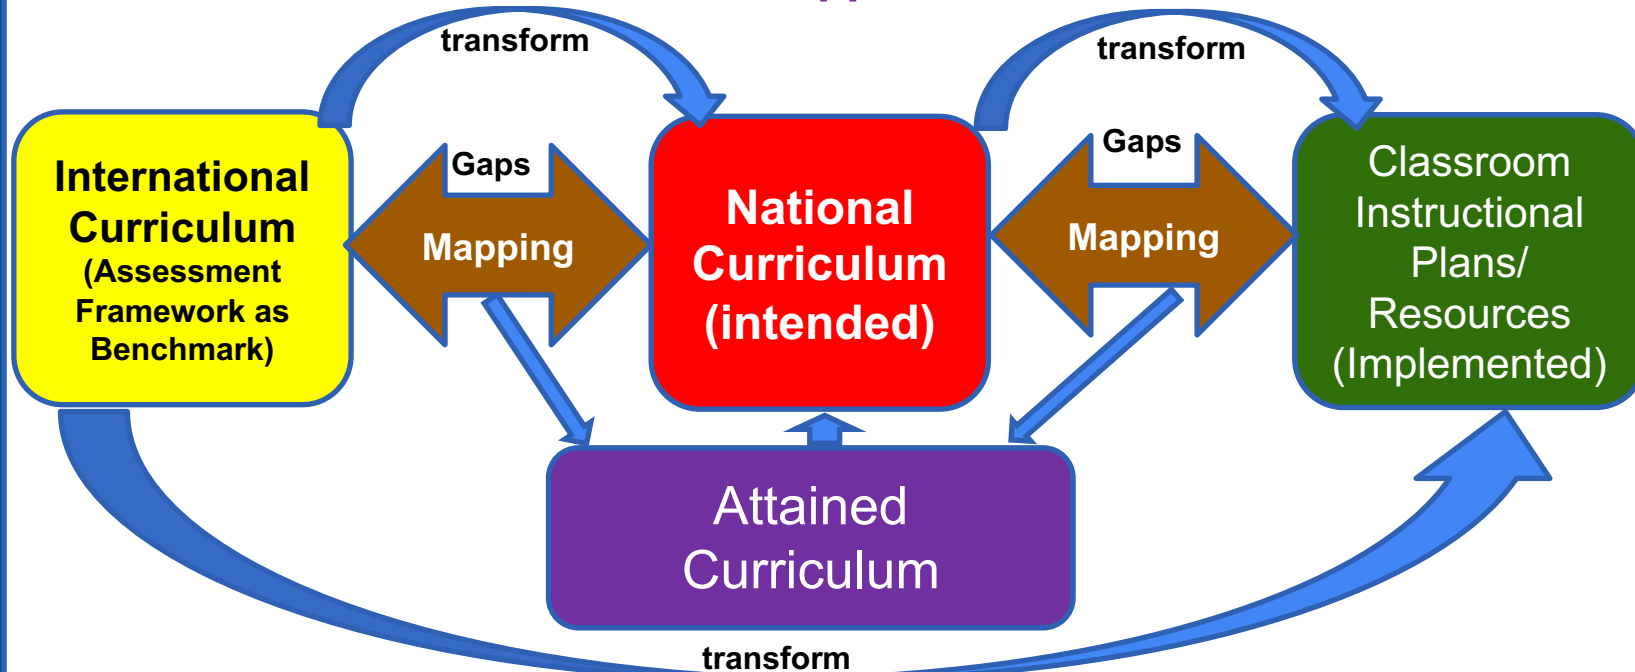 transform
transform
International
Curriculum
(Assessment
Framework as
Benchmark)
Gaps
Mapping
National
Curriculum
(intended)
Gaps
Mapping
Classroom
Instructional
Plans/
Resources
(Implemented)
Attained
Curriculum
transform